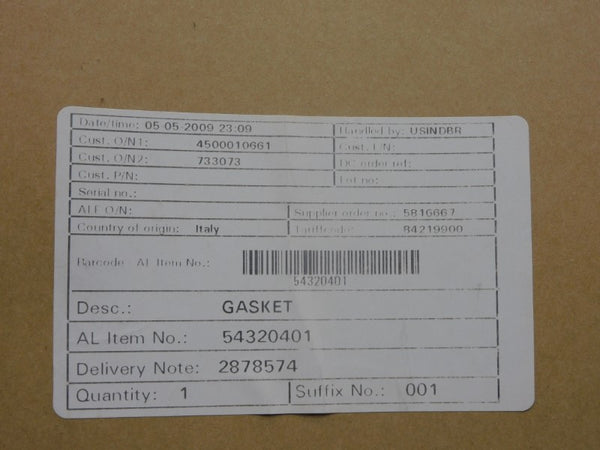 Date/time: 05-05-2009 23:09 Handled by: USINDBR
Cust. O/N1: 4500010661 Cust. I/N:
Cust. O/N2: 733073 DC order ref:
Cust. P/N: Lot no:
Serial no.:
ALF O/N: Supplier order no.: 5816667
Country of origin: Italy Tariffcode: 84219900
Barcode AL Item No.:
54320401
Desc.: GASKET
AL Item No.: 54320401
Delivery Note: 2878574
Quantity: 1 Suffix No.: 001